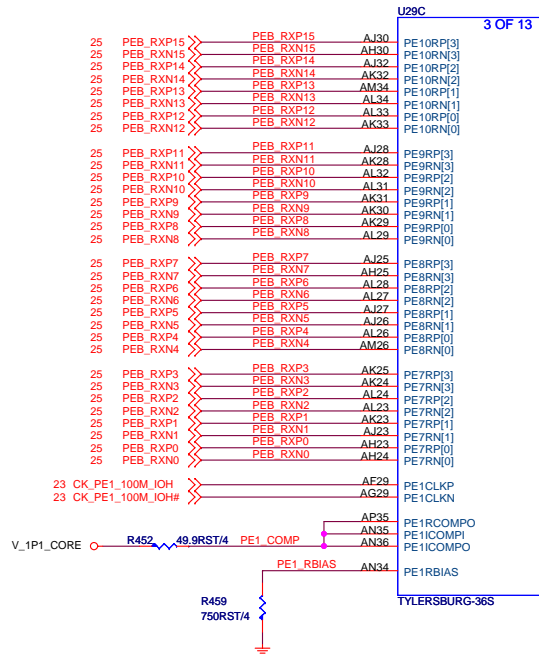 U29C
3 OF 13
25 PEB_RXP15 PEB_RXP15 AJ30 PE10RP[3]
25 PEB_RXN15 PEB_RXN15 AH30 PE10RN[3]
25 PEB_RXP14 PEB_RXP14 AJ32 PE10RP[2]
25 PEB_RXN14 PEB_RXN14 AK32 PE10RN[2]
25 PEB_RXP13 PEB_RXP13 AM34 PE10RP[1]
25 PEB_RXN13 PEB_RXN13 AL34 PE10RN[1]
25 PEB_RXP12 PEB_RXP12 AL33 PE10RP[0]
25 PEB_RXN12 PEB_RXN12 AK33 PE10RN[0]
25 PEB_RXP11 PEB_RXP11 AJ28 PE9RP[3]
25 PEB_RXN11 PEB_RXN11 AK28 PE9RN[3]
25 PEB_RXP10 PEB_RXP10 AL32 PE9RP[2]
25 PEB_RXN10 PEB_RXN10 AL31 PE9RN[2]
25 PEB_RXP9 PEB_RXP9 AK31 PE9RP[1]
25 PEB_RXN9 PEB_RXN9 AK30 PE9RN[1]
25 PEB_RXP8 PEB_RXP8 AK29 PE9RP[0]
25 PEB_RXN8 PEB_RXN8 AL29 PE9RN[0]
25 PEB_RXP7 PEB_RXP7 AJ25 PE8RP[3]
25 PEB_RXN7 PEB_RXN7 AH25 PE8RN[3]
25 PEB_RXP6 PEB_RXP6 AL28 PE8RP[2]
25 PEB_RXN6 PEB_RXN6 AL27 PE8RN[2]
25 PEB_RXP5 PEB_RXP5 AJ27 PE8RP[1]
25 PEB_RXN5 PEB_RXN5 AJ26 PE8RN[1]
25 PEB_RXP4 PEB_RXP4 AL26 PE8RP[0]
25 PEB_RXN4 PEB_RXN4 AM26 PE8RN[0]
25 PEB_RXP3 PEB_RXP3 AK25 PE7RP[3]
25 PEB_RXN3 PEB_RXN3 AK24 PE7RN[3]
25 PEB_RXP2 PEB_RXP2 AL24 PE7RP[2]
25 PEB_RXN2 PEB_RXN2 AL23 PE7RN[2]
25 PEB_RXP1 PEB_RXP1 AK23 PE7RP[1]
25 PEB_RXN1 PEB_RXN1 AJ23 PE7RN[1]
25 PEB_RXP0 PEB_RXP0 AH23 PE7RP[0]
25 PEB_RXN0 PEB_RXN0 AH24 PE7RN[0]
23 CK_PE1_100M_IOH AF29 PE1CLKP
23 CK_PE1_100M_IOH# AG29 PE1CLKN
AP35 PE1RCOMPO
AN35 PE1ICOMPI
V_1P1_CORE R452 49.9RST/4 PE1_COMP AN36 PE1ICOMPO
PE1_RBIAS AN34 PE1RBIAS
R459
750RST/4
TYLERSBURG-36S